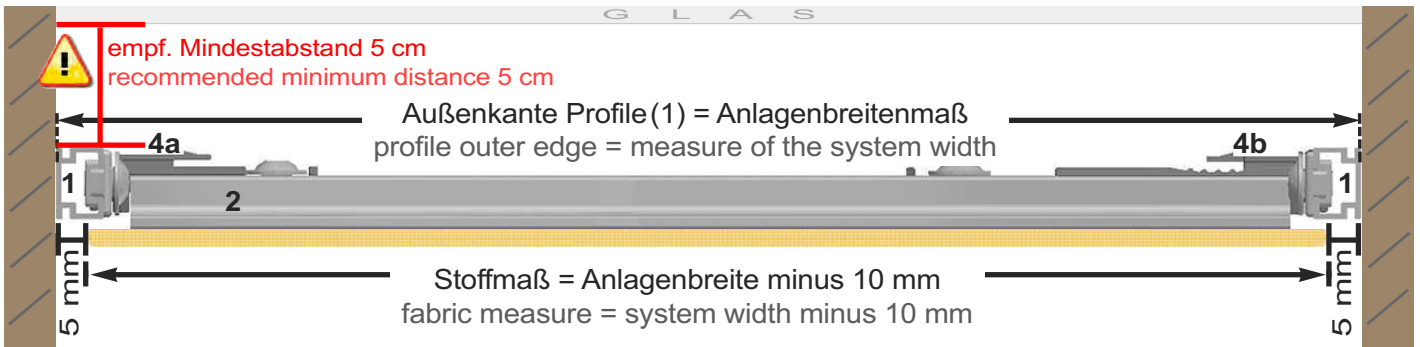 G L A S
empf. Mindestabstand 5 cm
recommended minimum distance 5 cm
Außenkante Profile(1) = Anlagenbreitenmaß
profile outer edge = measure of the system width
4a
4b
1
2
1
5 mm
Stoffmaß = Anlagenbreite minus 10 mm
fabric measure = system width minus 10 mm
5 mm